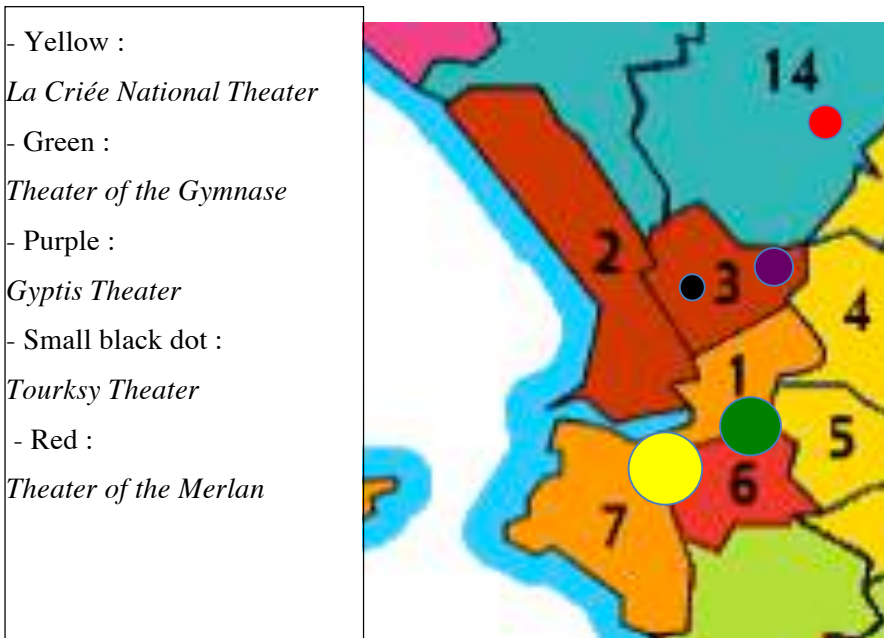 - Yellow :
La Criée National Theater
- Green :
Theater of the Gymnase
- Purple :
Gyptis Theater
- Small black dot :
Tourksy Theater
- Red :
Theater of the Merlan
14
2
3
4
1
5
6
7